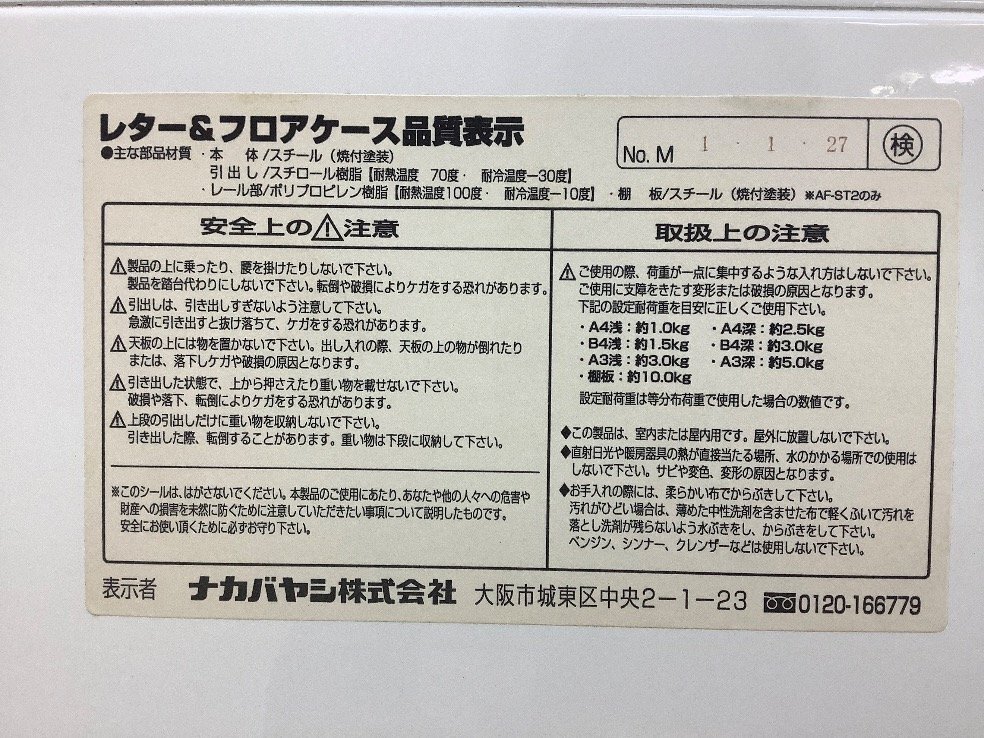 レター&フロアケース品質表示
No. M 1・1・27 検
●主な部品材質・本　体/スチール(焼付塗装)
引出し/スチロール樹脂【耐熱温度 70度・ 耐冷温度−30度】
・レール部/ポリプロピレン樹脂【耐熱温度100度・ 耐冷温度−10度】・棚　板/スチール(焼付塗装)※AF-ST2のみ
安全上の⚠注意
⚠製品の上に乗ったり、腰を掛けたりしないで下さい。
製品を踏台代わりにしないで下さい。転倒や破損によりケガをする恐れがあります。
⚠引出しは、引き出しすぎないよう注意して下さい。
急激に引き出すと抜け落ちて、ケガをする恐れがあります。
⚠天板の上には物を置かないで下さい。出し入れの際、天板の上の物が倒れたり
または、落下しケガや破損の原因となります。
⚠引き出した状態で、上から押さえたり重い物を載せないで下さい。
破損や落下、転倒によりケガをする恐れがあります。
⚠上段の引出しだけに重い物を収納しないで下さい。
引き出した際、転倒することがあります。重い物は下段に収納して下さい。
※このシールは、はがさないでください。本製品のご使用にあたり、あなたや他の人々への危害や
財産への損害を未然に防ぐために注意していただきたい事項について説明したものです。
安全にお使い頂くために必ずお守り下さい。
取扱上の注意
⚠ご使用の際、荷重が一点に集中するような入れ方はしないで下さい。
ご使用に支障をきたす変形または破損の原因となります。
下記の設定耐荷重を目安に正しくご使用下さい。
・A4浅：約1.0kg ・A4深：約2.5kg
・B4浅：約1.5kg ・B4深：約3.0kg
・A3浅：約3.0kg ・A3深：約5.0kg
・棚板：約10.0kg
設定耐荷重は等分布荷重で使用した場合の数値です。
◆この製品は、室内または屋内用です。屋外に放置しないで下さい。
◆直射日光や暖房器具の熱が直接当たる場所、水のかかる場所での使用は
しないで下さい。サビや変色、変形の原因となります。
◆お手入れの際には、柔らかい布でからぶきして下さい。
汚れがひどい場合は、薄めた中性洗剤を含ませた布で軽くふいて汚れを
落とし洗剤が残らないよう水ぶきをし、からぶきをして下さい。
ベンジン、シンナー、クレンザーなどは使用しないで下さい。
表示者 ナカバヤシ株式会社 大阪市城東区中央2−1−23 0120-166779